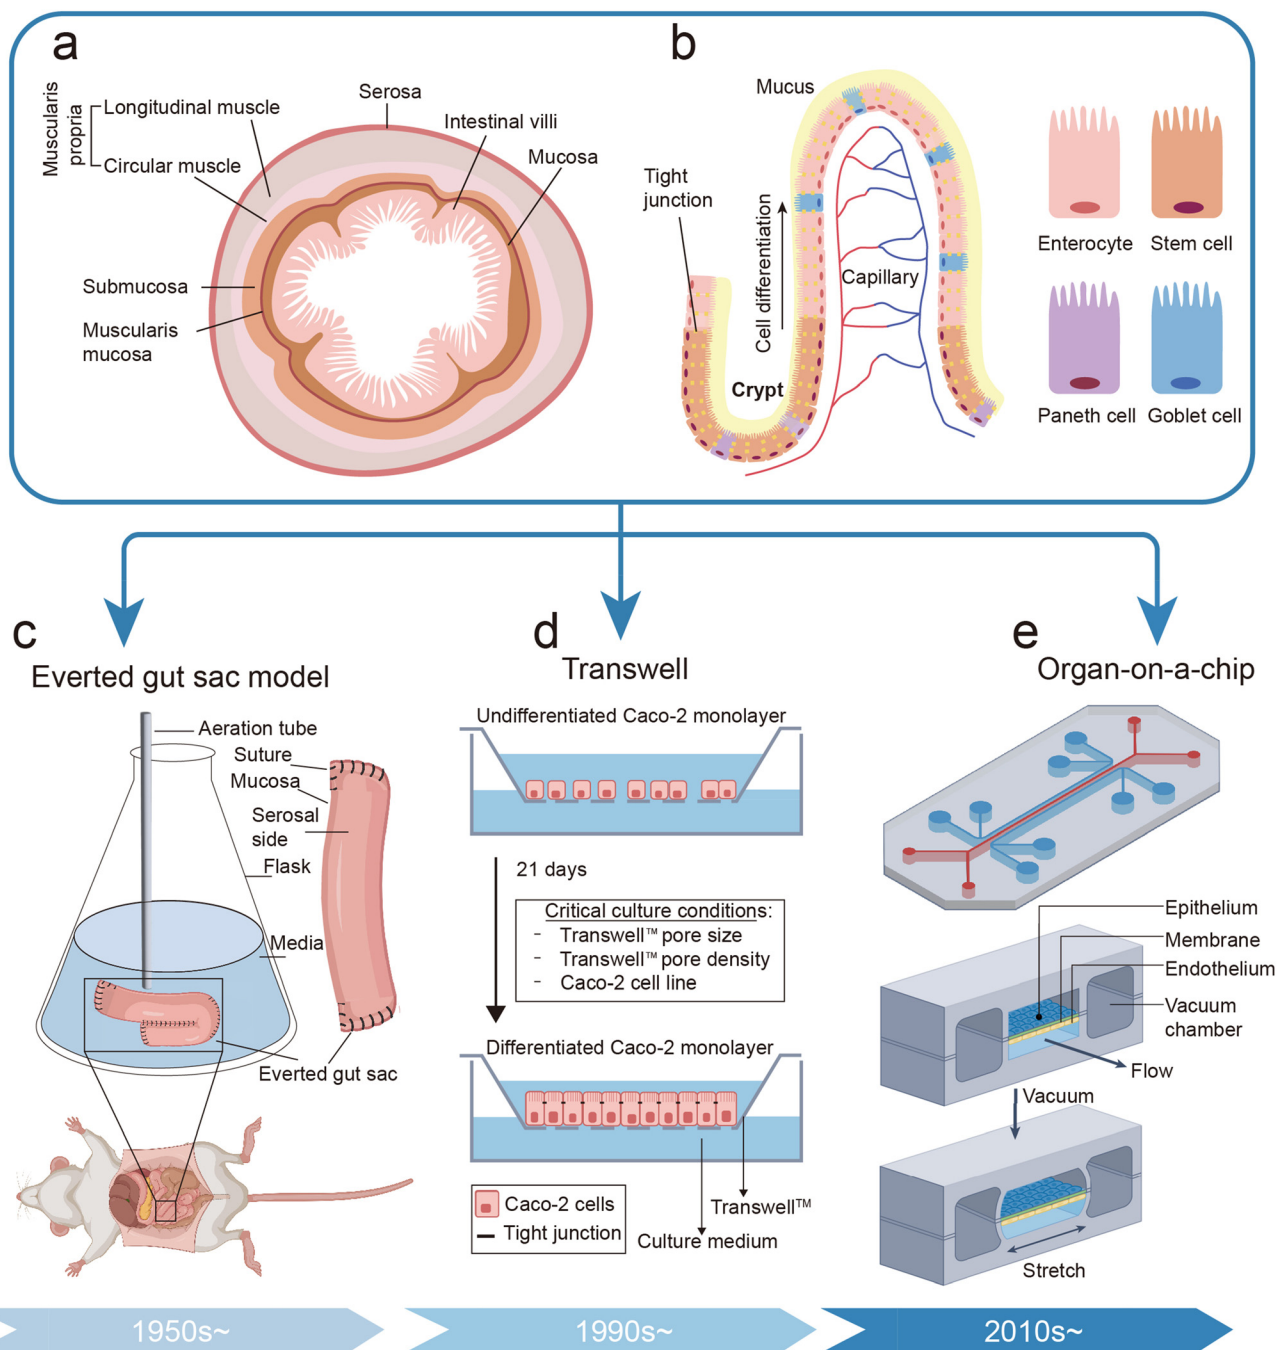 a
Muscularis
propria
Longitudinal muscle
Circular muscle
Serosa
Intestinal villi
Mucosa
Submucosa
Muscularis
mucosa
b
Mucus
Tight
junction
Cell differentiation
Capillary
Crypt
Enterocyte
Stem cell
Paneth cell
Goblet cell
c
Everted gut sac model
Aeration tube
Suture
Mucosa
Serosal
side
Flask
Media
Everted gut sac
d
Transwell
Undifferentiated Caco-2 monolayer
21 days
Critical culture conditions:
- Transwell™ pore size
- Transwell™ pore density
- Caco-2 cell line
Differentiated Caco-2 monolayer
Caco-2 cells
Tight junction
Transwell™
Culture medium
e
Organ-on-a-chip
Epithelium
Membrane
Endothelium
Vacuum
chamber
Flow
Vacuum
Stretch
1950s~
1990s~
2010s~